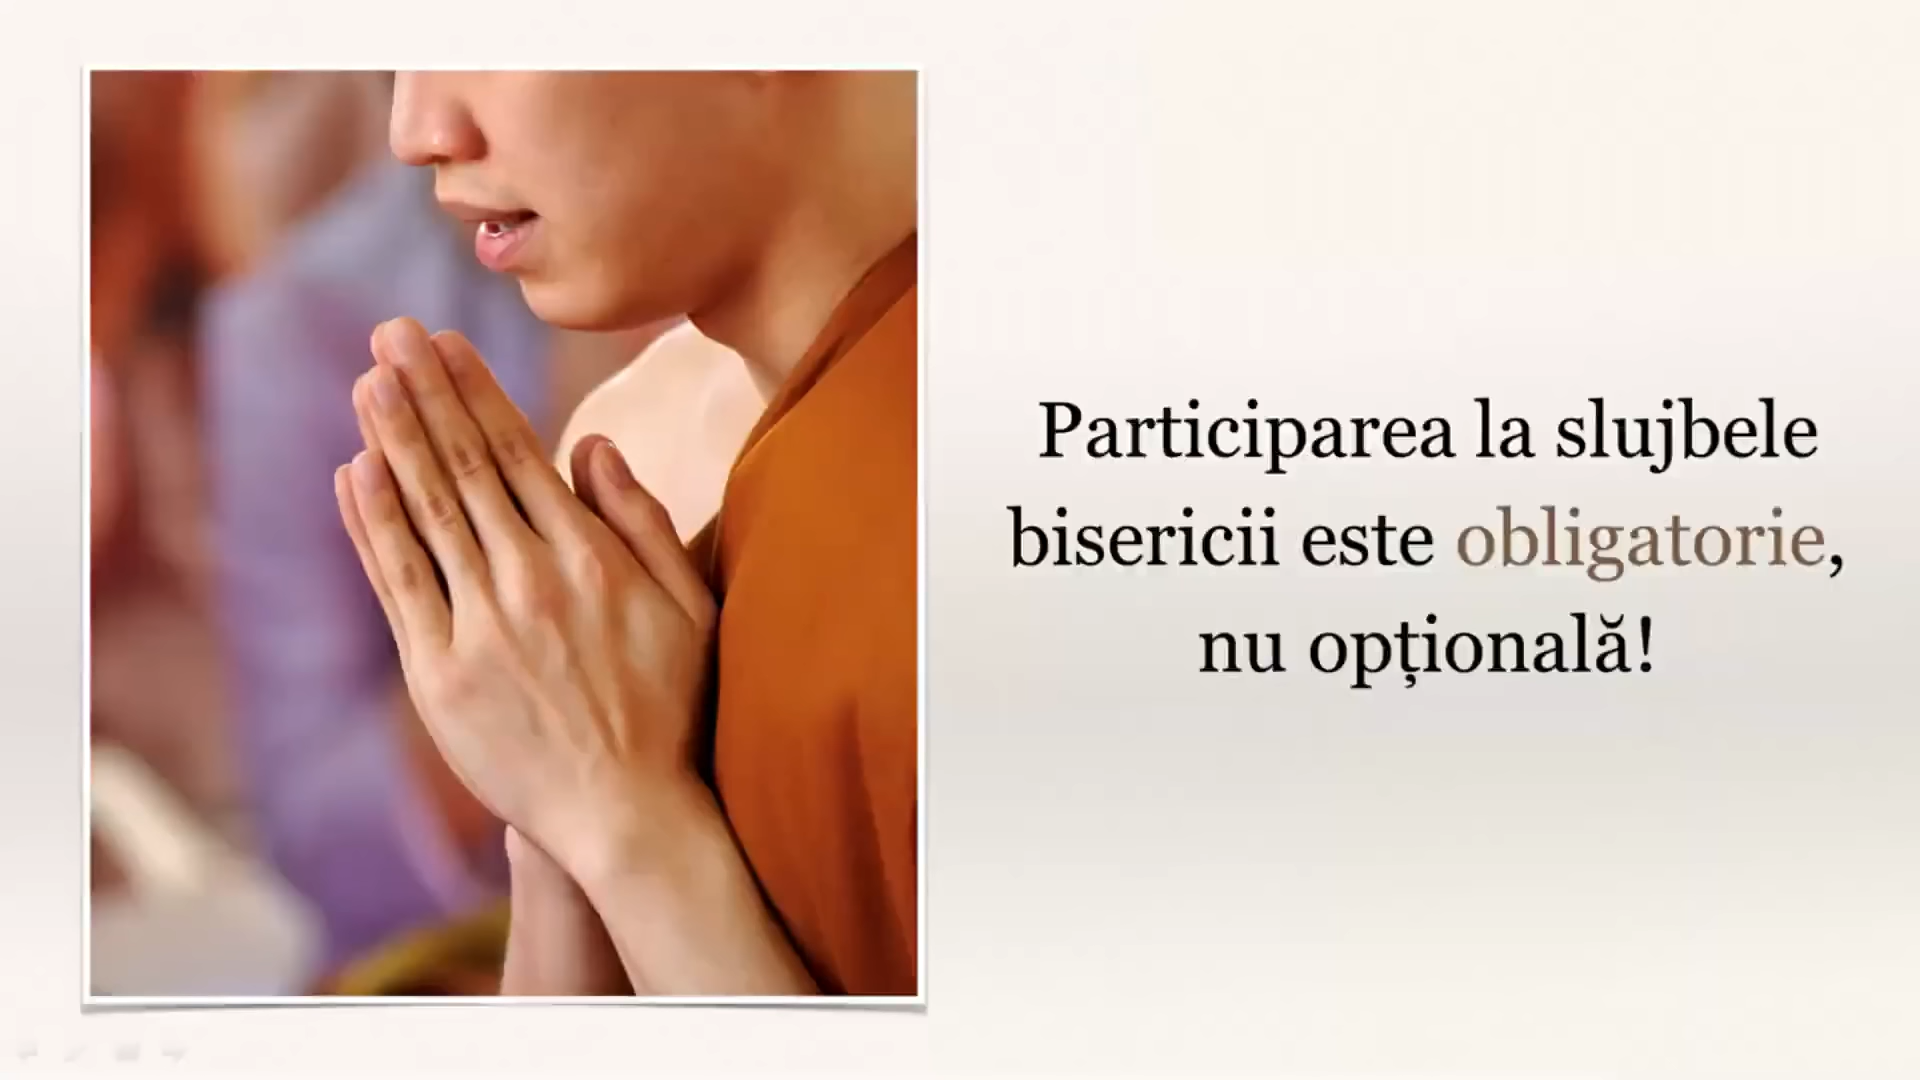 Participarea la slujbele
bisericii este obligatorie,
nu opțională!